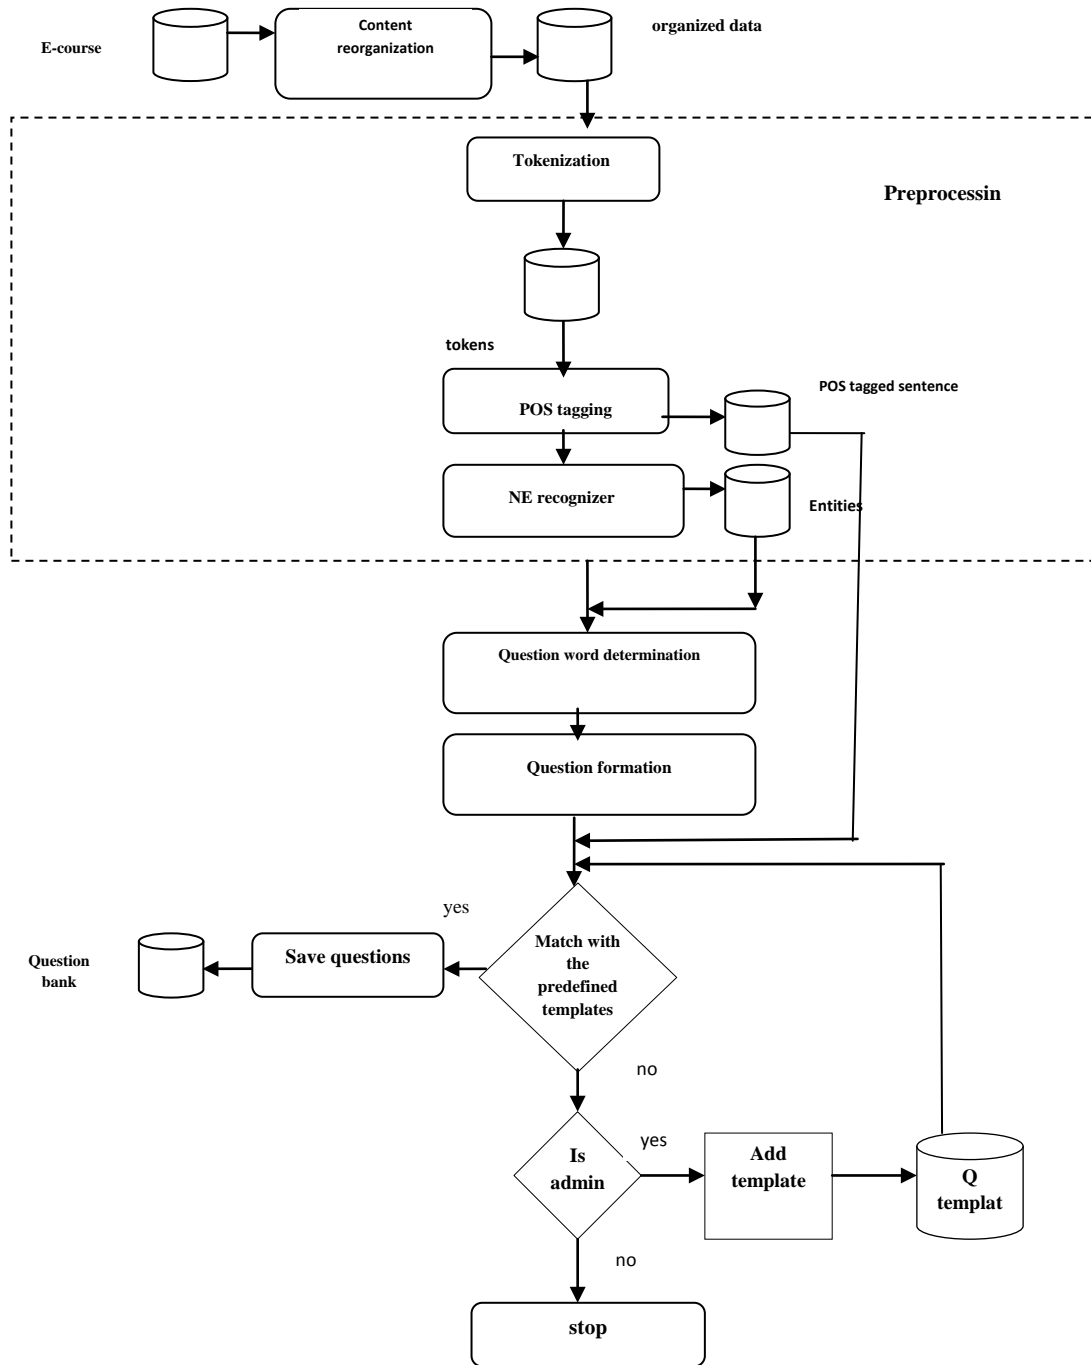 E-course
Content
reorganization
organized data
Tokenization
Preprocessin
tokens
POS tagging
POS tagged sentence
NE recognizer
Entities
Question word determination
Question formation
yes
Match with
the
predefined
templates
Save questions
Question
bank
no
Is
admin
yes
Add
template
Q
templat
no
stop